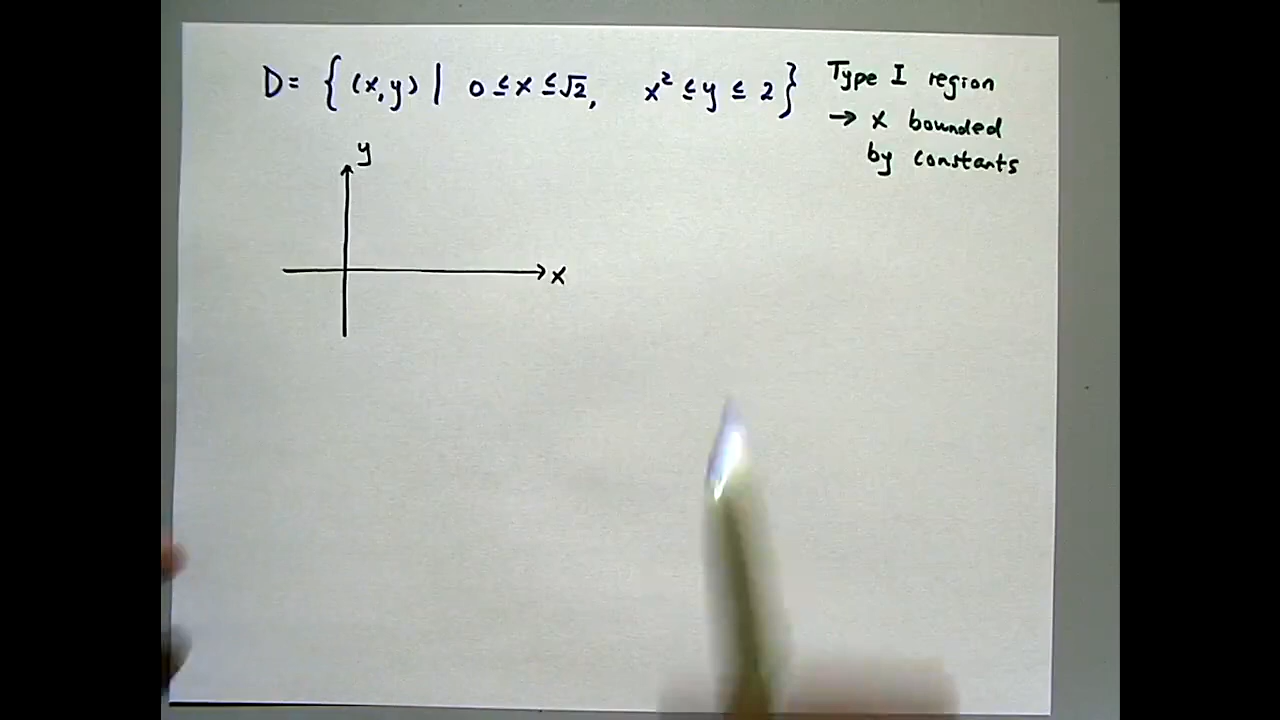 D= { (x,y) | 0 ≤ x ≤ √2, x² ≤ y ≤ 2}
Type I region
→ x bounded
by constants
y
x